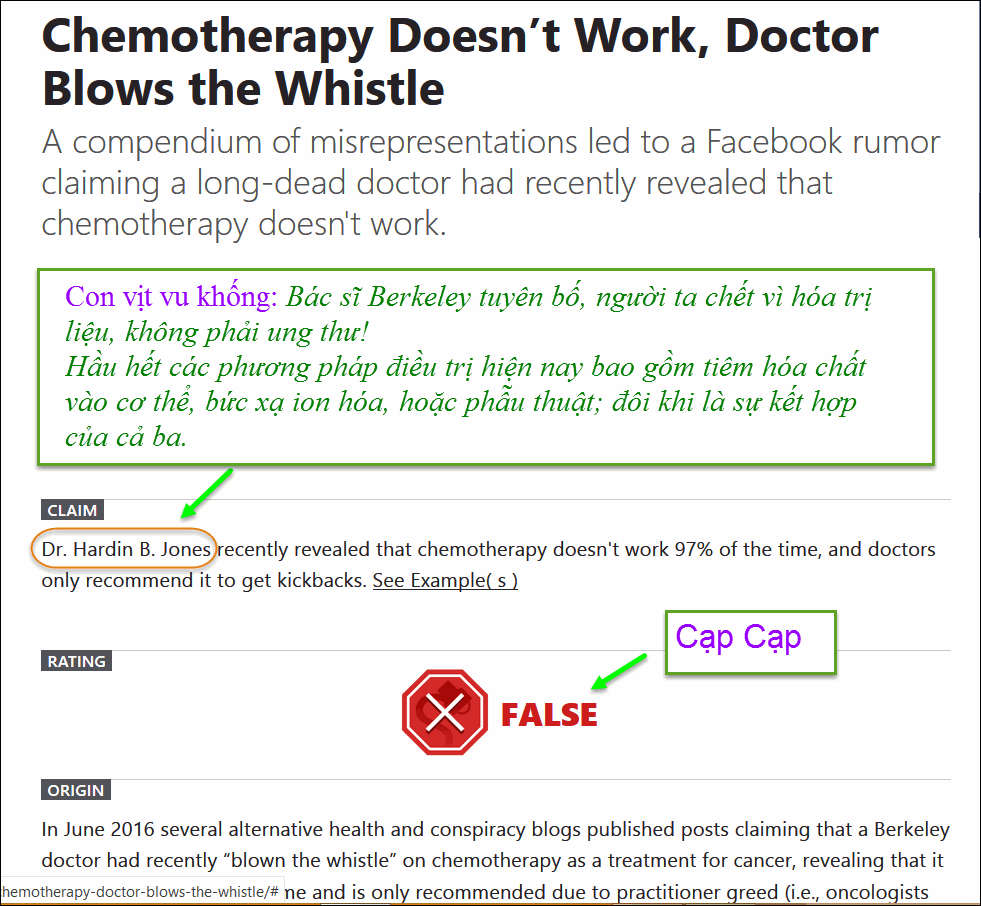 Chemotherapy Doesn’t Work, Doctor
Blows the Whistle
A compendium of misrepresentations led to a Facebook rumor
claiming a long-dead doctor had recently revealed that
chemotherapy doesn't work.
Con vịt vu khống: Bác sĩ Berkeley tuyên bố, người ta chết vì hóa trị
liệu, không phải ung thư!
Hầu hết các phương pháp điều trị hiện nay bao gồm tiêm hóa chất
vào cơ thể, bức xạ ion hóa, hoặc phẫu thuật; đôi khi là sự kết hợp
của cả ba.
CLAIM
Dr. Hardin B. Jones recently revealed that chemotherapy doesn't work 97% of the time, and doctors
only recommend it to get kickbacks. See Example( s )
Cạp Cạp
RATING
FALSE
ORIGIN
In June 2016 several alternative health and conspiracy blogs published posts claiming that a Berkeley
doctor had recently “blown the whistle” on chemotherapy as a treatment for cancer, revealing that it
hemotherapy-doctor-blows-the-whistle/# me and is only recommended due to practitioner greed (i.e., oncologists